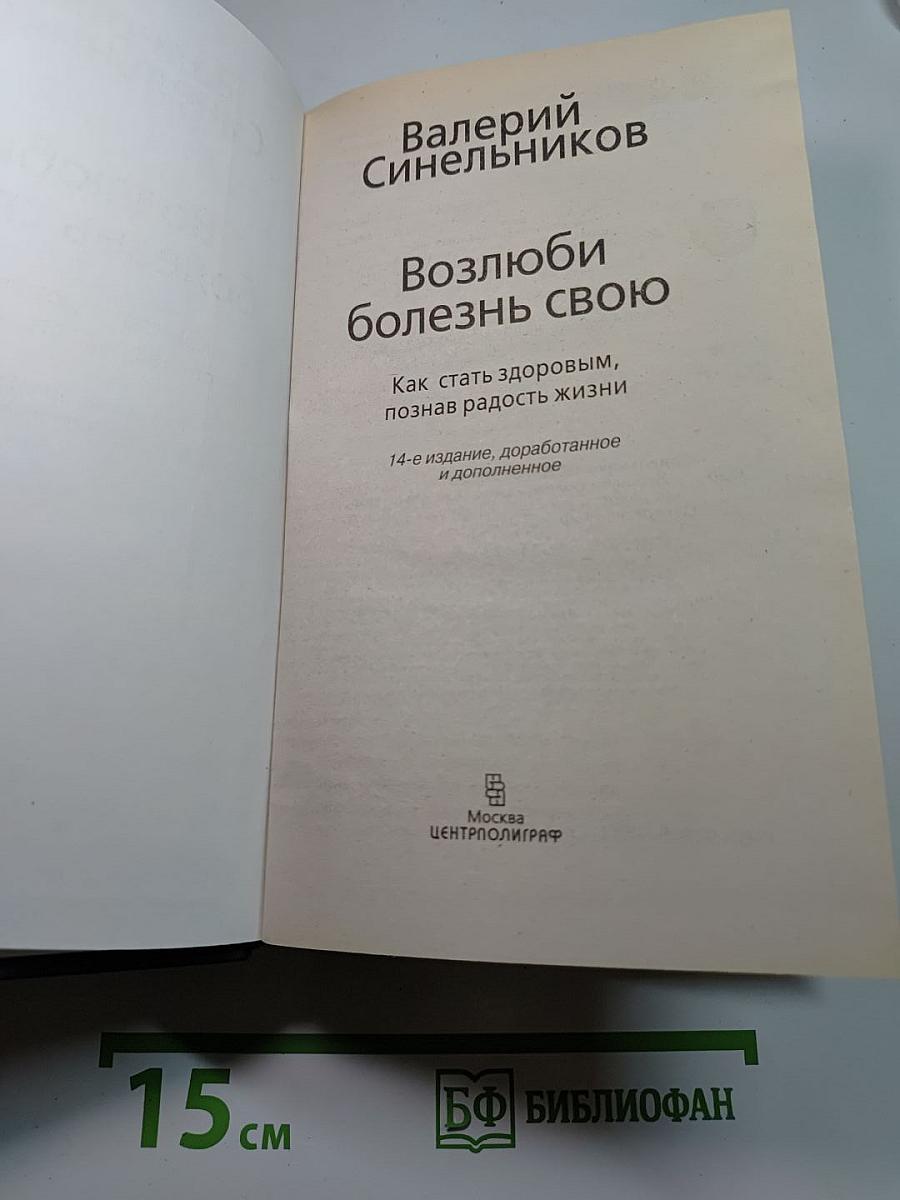 Валерий
Синельников
Возлюби
болезнь свою
Как стать здоровым,
познав радость жизни
14-е издание, доработанное
и дополненное
Москва
ЦЕНТРПОЛИГРАФ
15 см
БФ БИБЛИОФАН